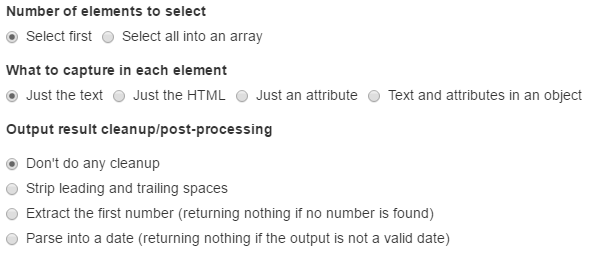 Number of elements to select
Select first Select all into an array
What to capture in each element
Just the text Just the HTML Just an attribute Text and attributes in an object
Output result cleanup/post-processing
Don't do any cleanup
Strip leading and trailing spaces
Extract the first number (returning nothing if no number is found)
Parse into a date (returning nothing if the output is not a valid date)